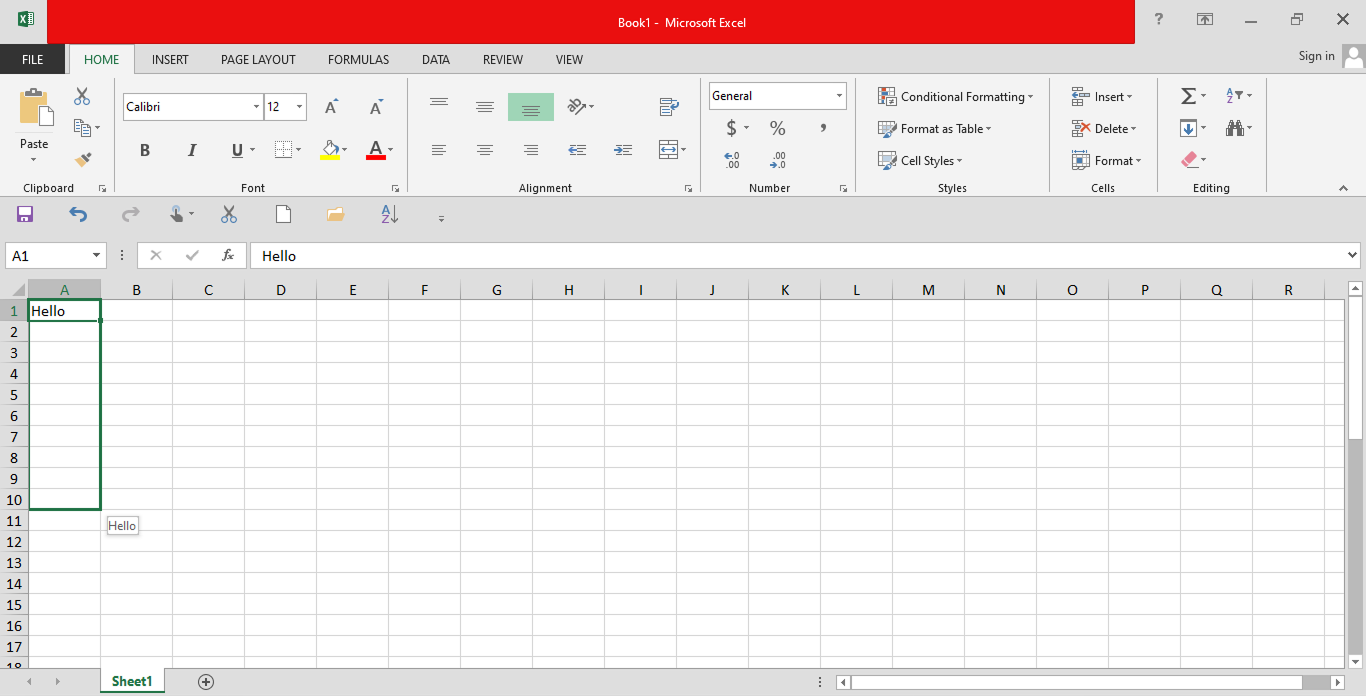 Book1 -  Microsoft Excel
?
FILE HOME INSERT PAGE LAYOUT FORMULAS DATA REVIEW VIEW Sign in
Calibri 12 A A General Conditional Formatting Insert Σ A Z
Paste $ % , Format as Table Delete
B I U A ←.0 .00 .00 →.0 Cell Styles Format
Clipboard Font Alignment Number Styles Cells Editing
A Z
A1 fx Hello
A B C D E F G H I J K L M N O P Q R
1 Hello
2
3
4
5
6
7
8
9
10
11 Hello
12
13
14
15
16
17
18
Sheet1